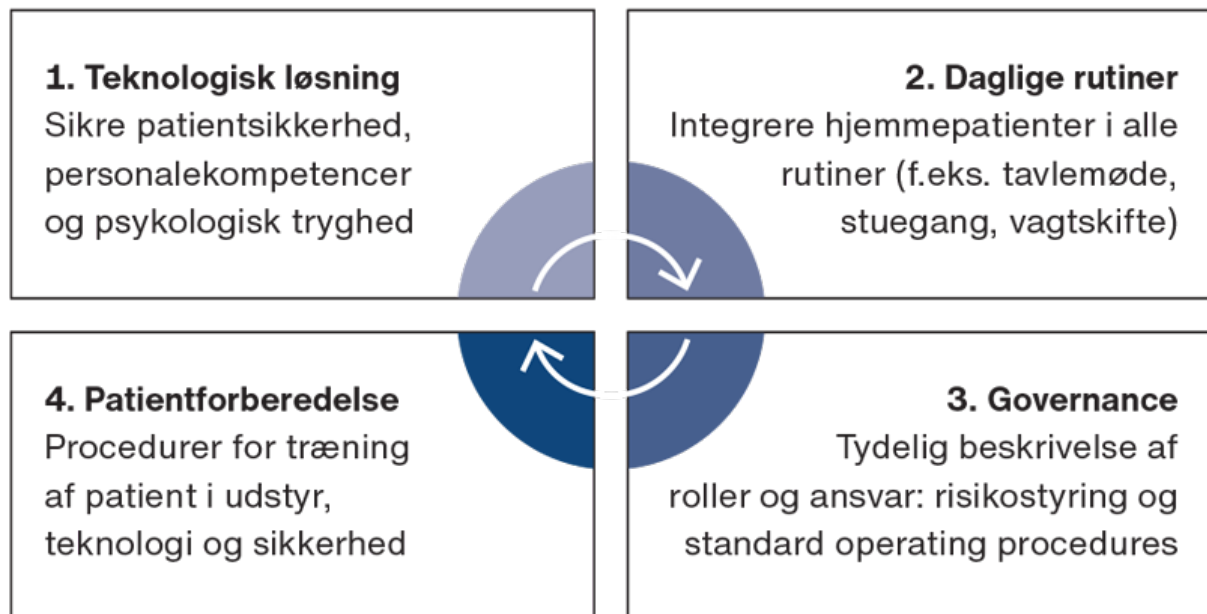 1. Teknologisk løsning
Sikre patientsikkerhed,
personalekompetencer
og psykologisk tryghed
2. Daglige rutiner
Integrere hjemmepatienter i alle
rutiner (f.eks. tavlemøde,
stuegang, vagtskifte)
4. Patientforberedelse
Procedurer for træning
af patient i udstyr,
teknologi og sikkerhed
3. Governance
Tydelig beskrivelse af
roller og ansvar: risikostyring og
standard operating procedures